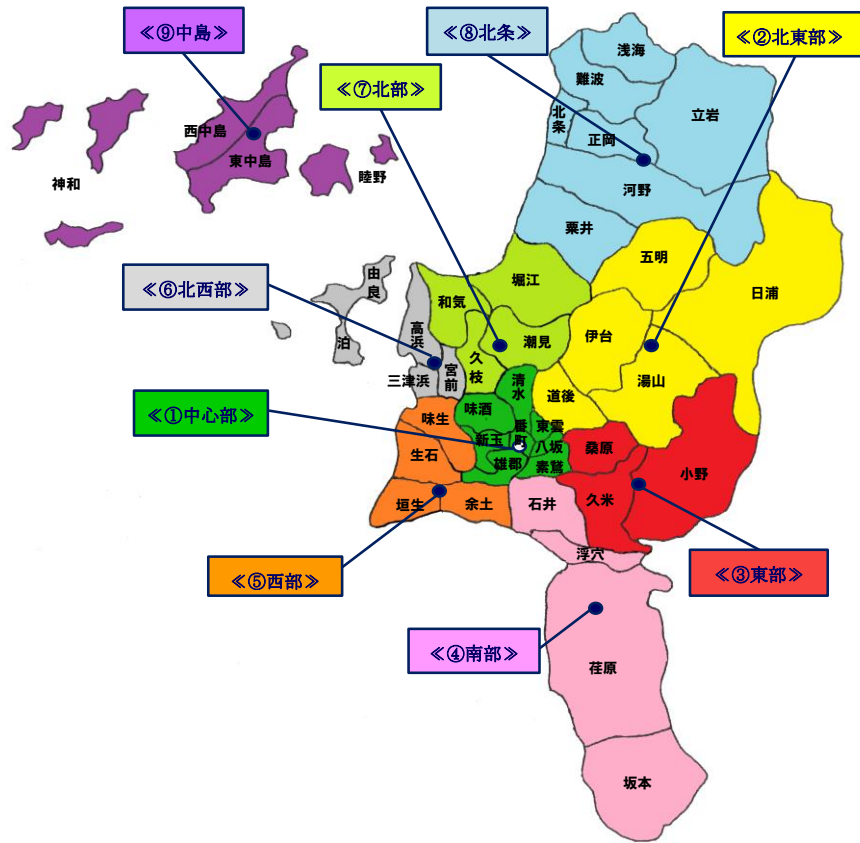 ≪⑨中島≫
≪⑧北条≫
≪②北東部≫
≪⑦北部≫
浅海
難波
立岩
北条
正岡
西中島
東中島
神和
睦野
河野
粟井
五明
日浦
≪⑥北西部≫
由良
泊
高浜
和気
堀江
潮見
伊台
三津浜
宮前
久枝
清水
湯山
道後
≪①中心部≫
味生
味酒
番町
東雲
新玉
八坂
雄郡
素鵞
桑原
小野
生石
垣生
余土
石井
久米
浮穴
≪⑤西部≫
≪③東部≫
≪④南部≫
荏原
坂本